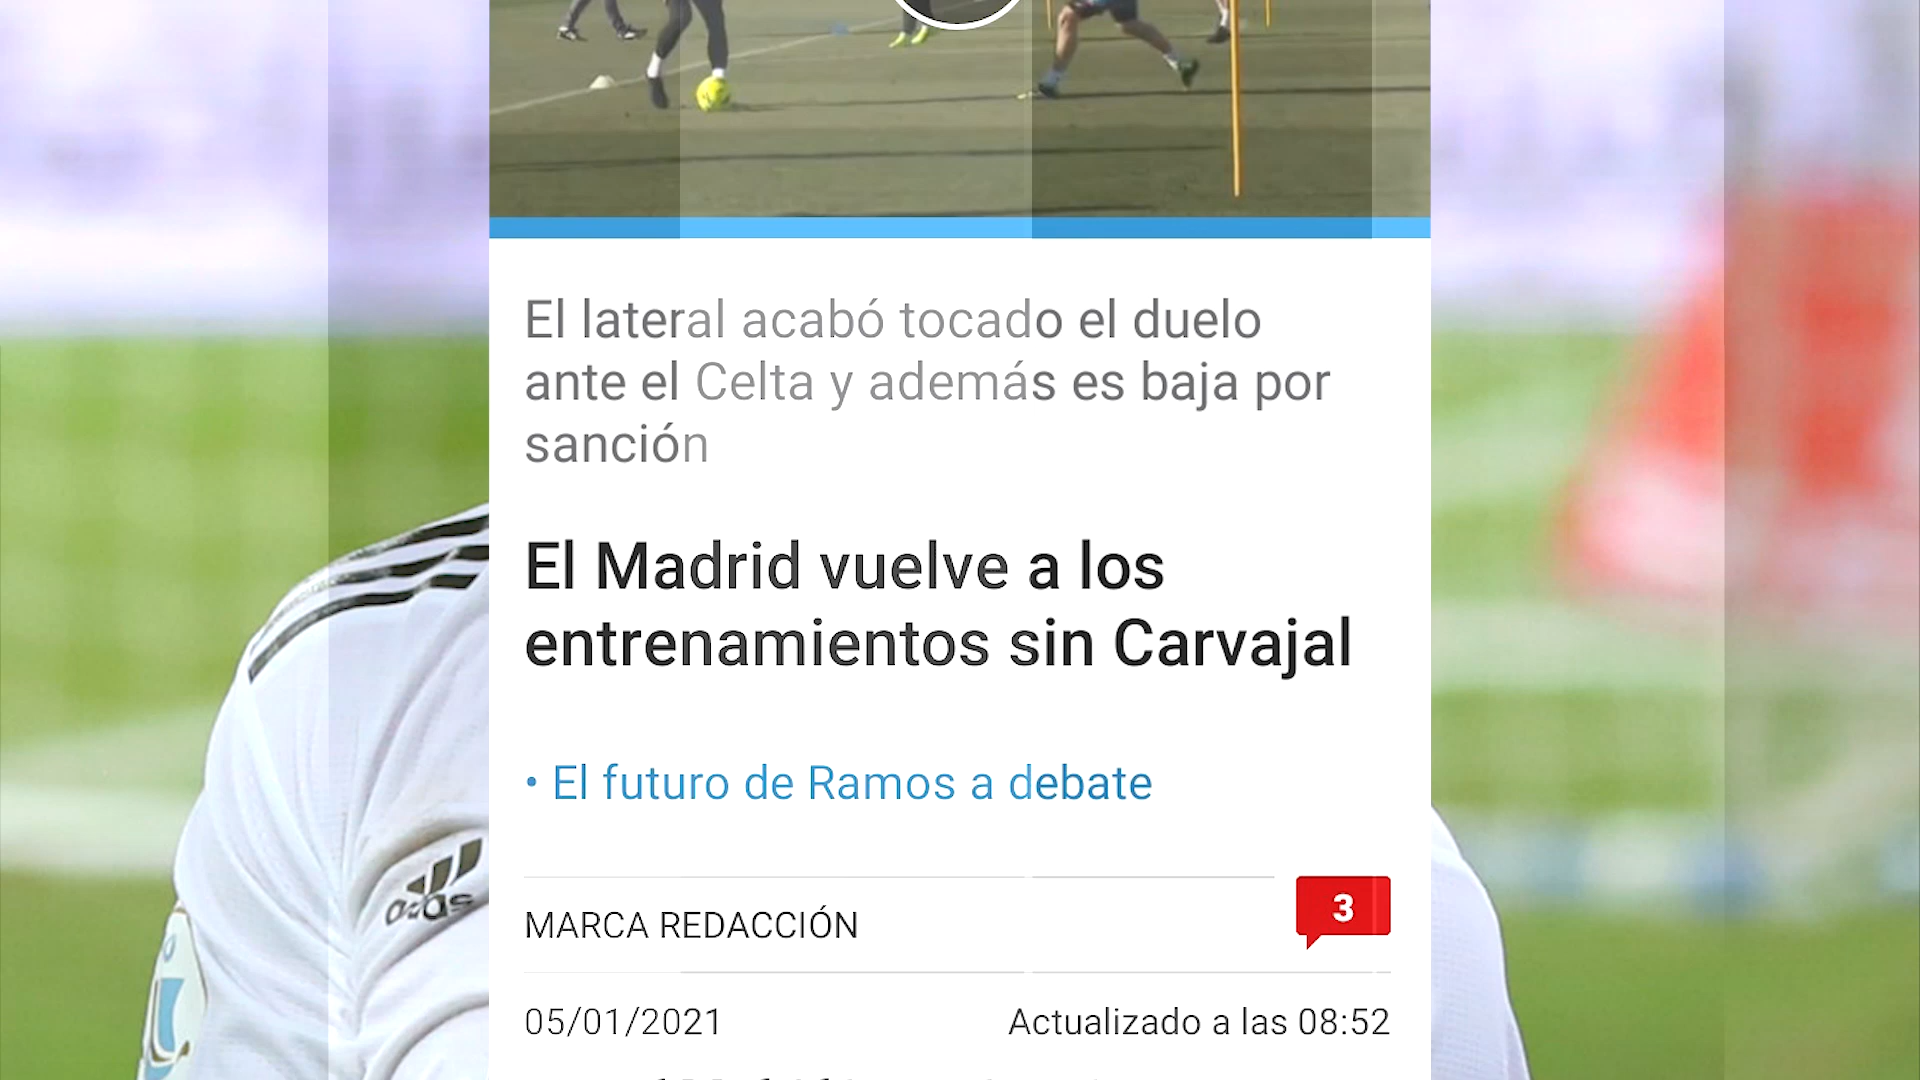 El lateral acabó tocado el duelo
ante el Celta y además es baja por
sanción
El Madrid vuelve a los
entrenamientos sin Carvajal
• El futuro de Ramos a debate
3
MARCA REDACCIÓN
05/01/2021
Actualizado a las 08:52
adidas